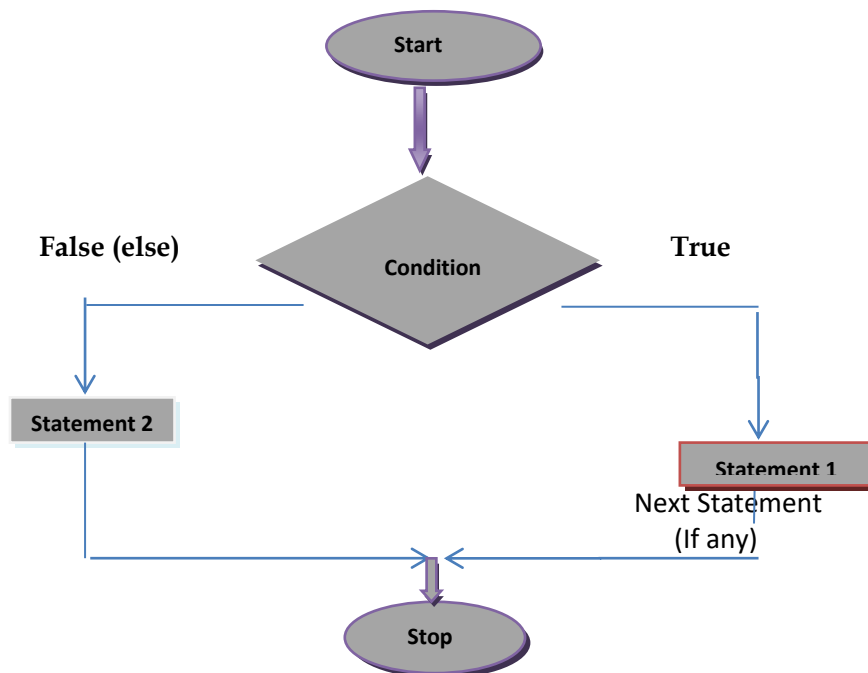 Start
False (else)
Condition
True
Statement 2
Statement 1
Next Statement
(If any)
Stop